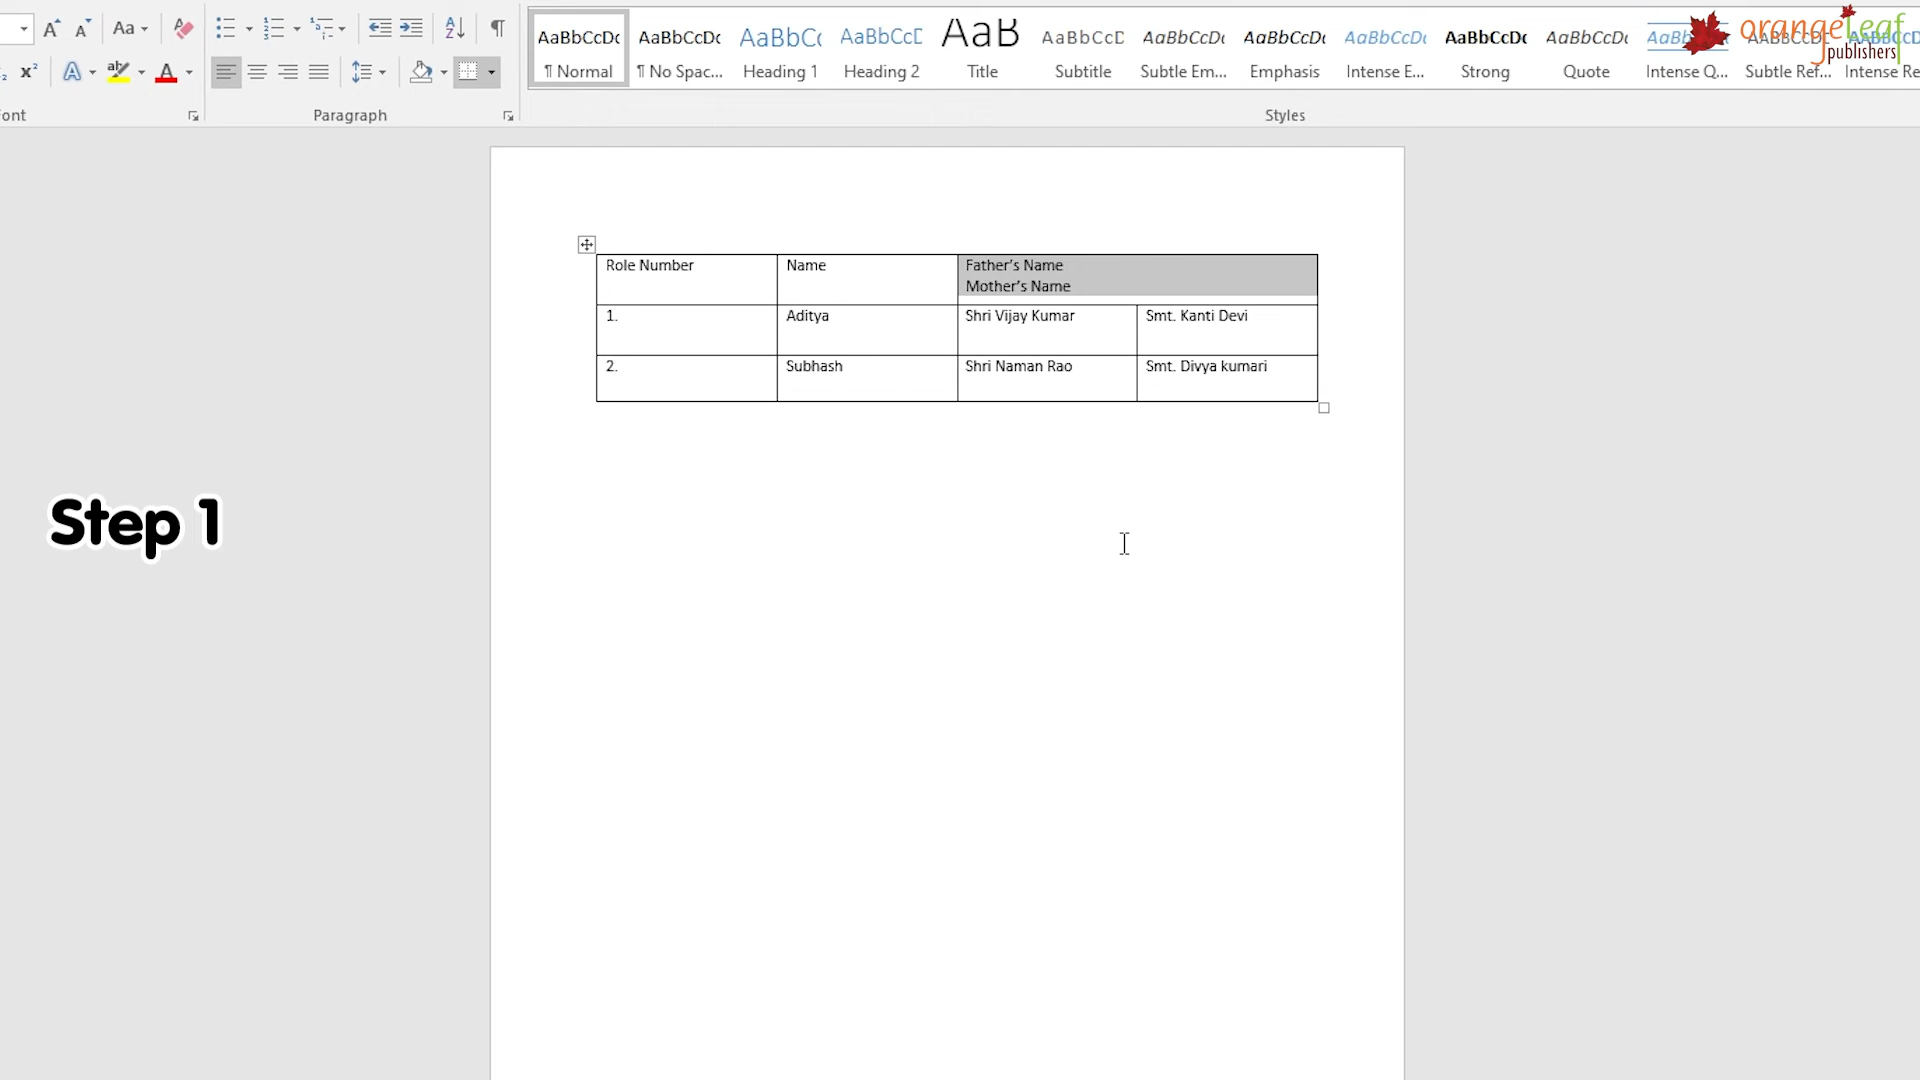 Aa
ab
A
Z
¶
AaBbCcDc AaBbCcDc AaBbC AaBbCcD AaB AaBbCcD AaBbCcDc AaBbCcDc AaBbCcDc AaBbCcDc AaBbCcDc
orangeLeaf
publishers
x² A A
¶ Normal ¶ No Spac... Heading 1 Heading 2 Title Subtitle Subtle Em... Emphasis Intense E... Strong Quote Intense Q... Subtle Ref... Intense Re
ont Paragraph Styles
Role Number Name Father's Name
Mother's Name
1. Aditya Shri Vijay Kumar Smt. Kanti Devi
2. Subhash Shri Naman Rao Smt. Divya kumari
Step 1